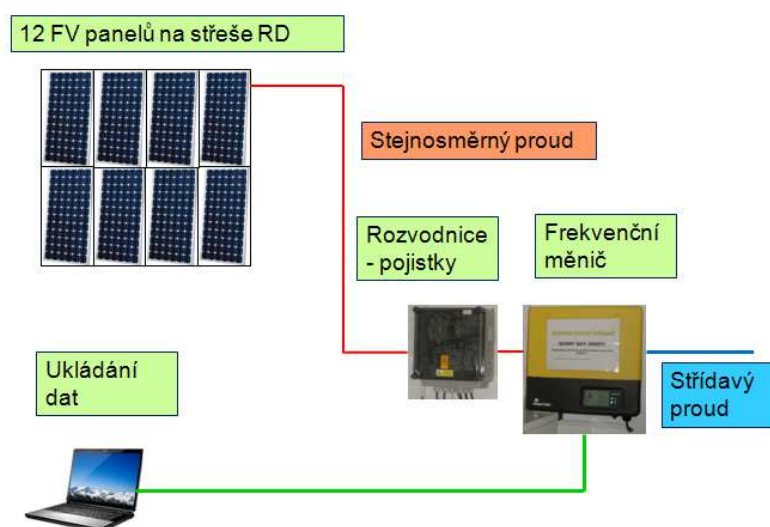 12 FV panelů na střeše RD
Stejnosměrný proud
Rozvodnice
- pojistky
Frekvenční
měnič
Ukládání
dat
Střídavý
proud